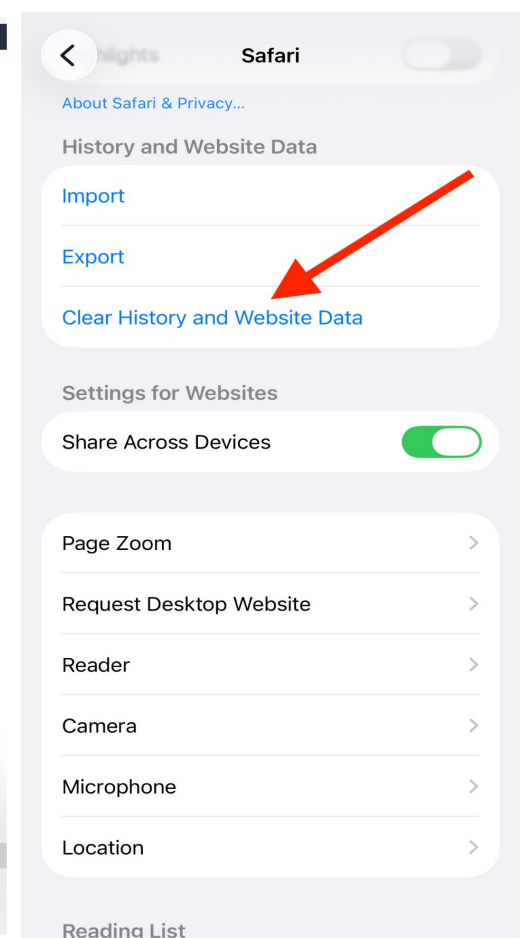 Safari
About Safari & Privacy...
History and Website Data
Import
Export
Clear History and Website Data
Settings for Websites
Share Across Devices
Page Zoom
Request Desktop Website
Reader
Camera
Microphone
Location
Reading List